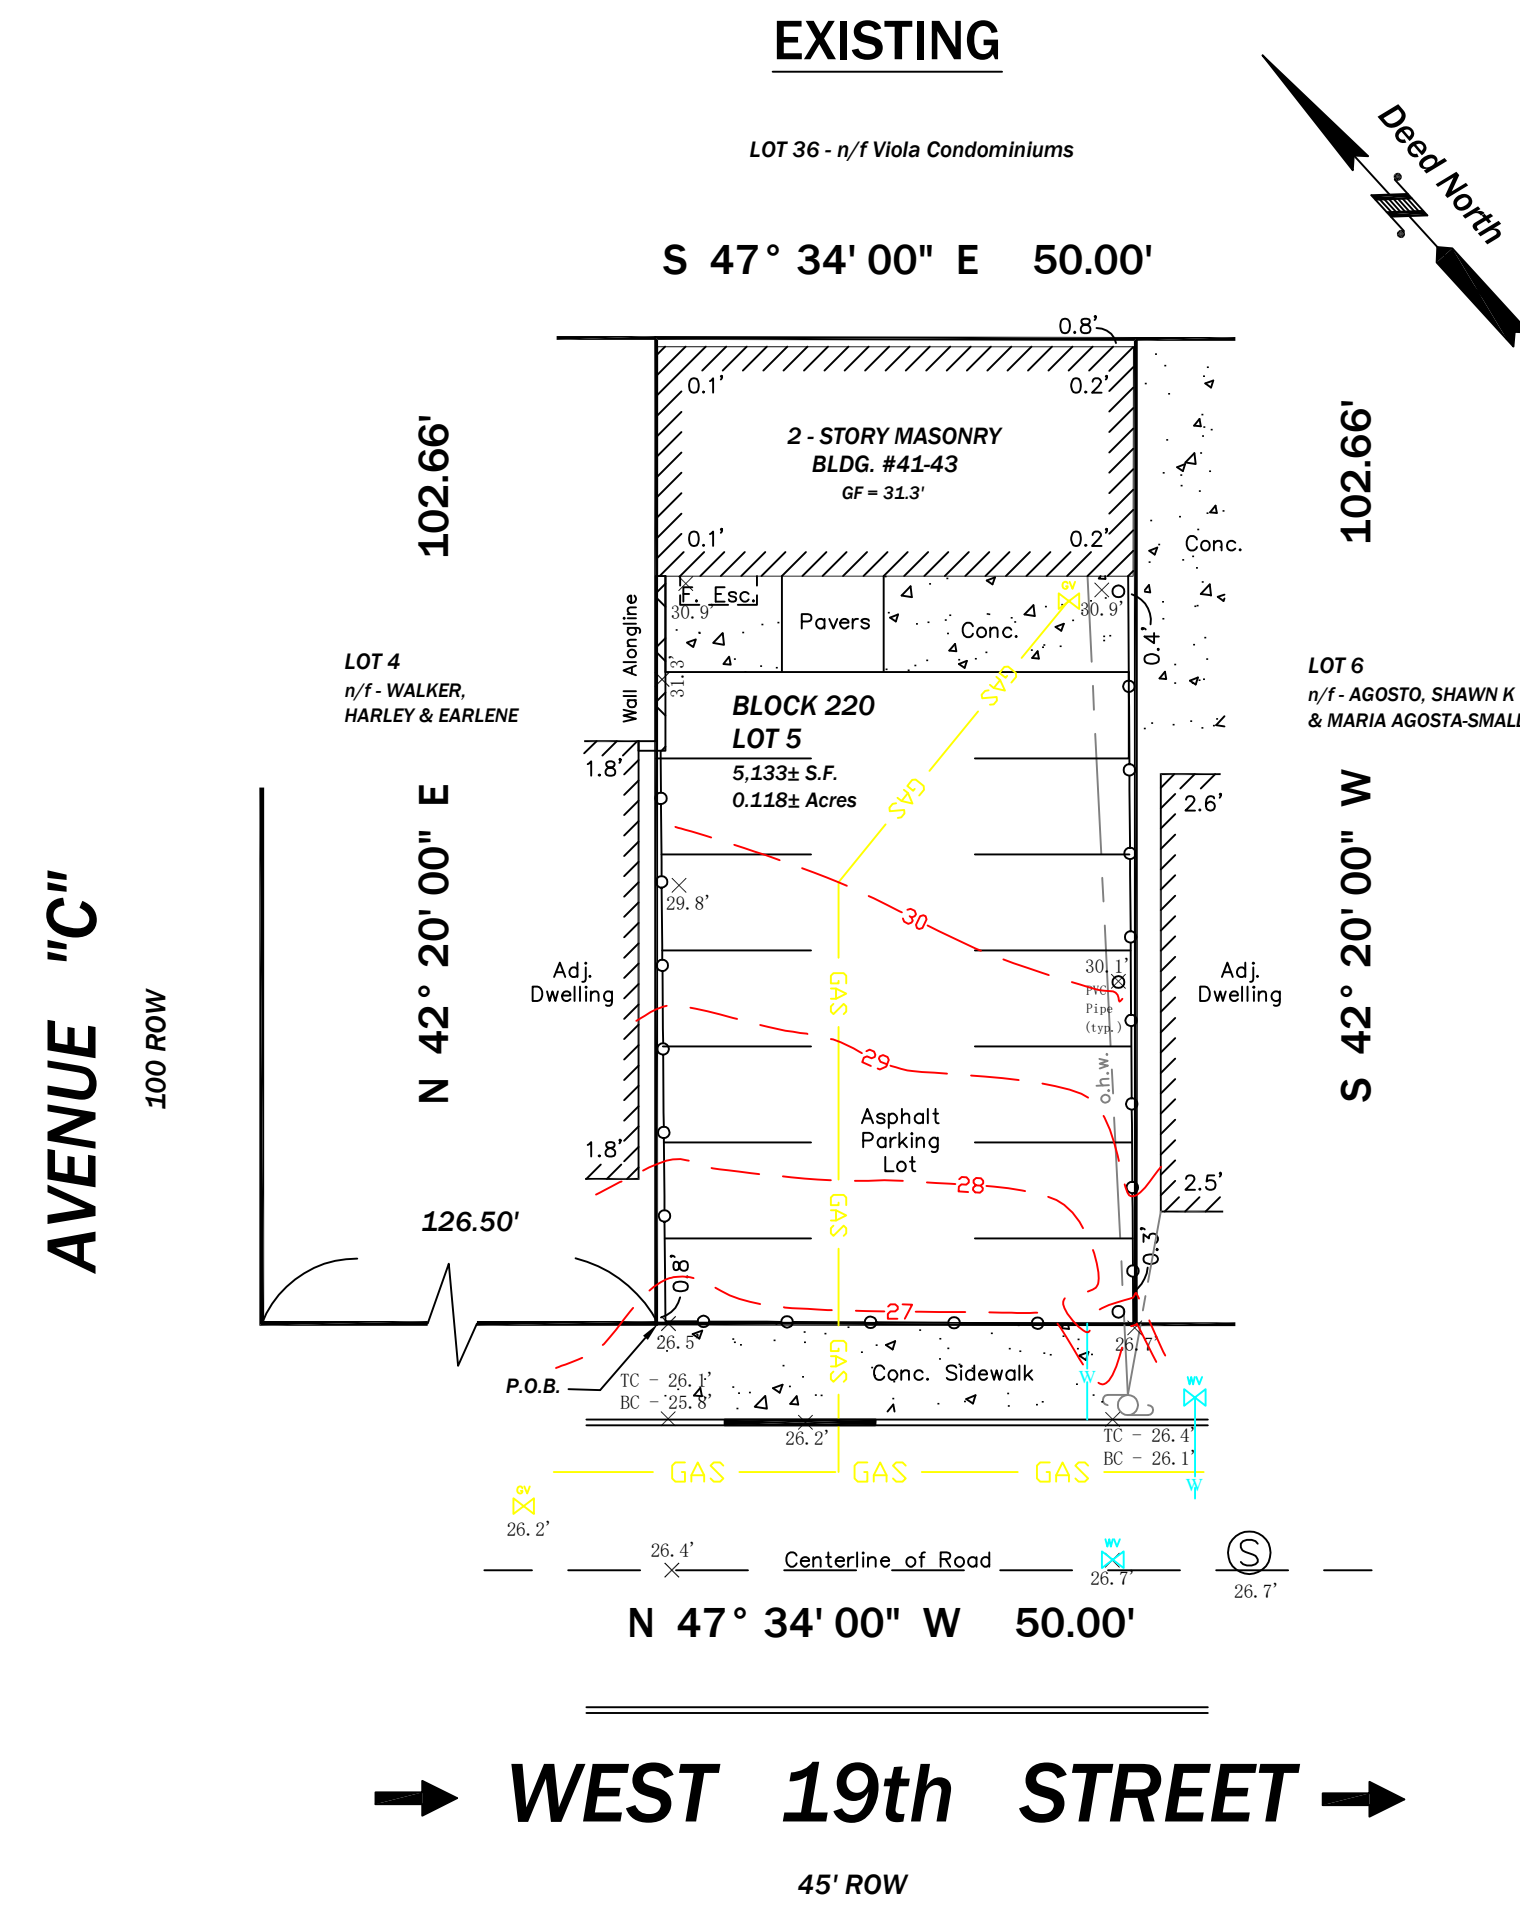 EXISTING
Deed North
LOT 36 - n/f Viola Condominiums
S 47° 34' 00" E 50.00'
0.8'
0.1'
0.2'
2 - STORY MASONRY
BLDG. #41-43
GF = 31.3'
0.1'
0.2'
102.66'
102.66'
Conc.
F. Esc.
30.9'
Pavers
Conc.
GV
30.9'
0.4'
Wall Alongline
31.3'
GAS
LOT 4
n/f - WALKER,
HARLEY & EARLENE
LOT 6
n/f - AGOSTO, SHAWN K
& MARIA AGOSTA-SMALL
BLOCK 220
LOT 5
5,133± S.F.
0.118± Acres
1.8'
2.6'
GAS
N 42° 20' 00" E
S 42° 20' 00" W
29.8'
30
AVENUE "C"
100 ROW
Adj.
Dwelling
Adj.
Dwelling
30.1'
PVC
Pipe
(typ.)
GAS
29
o.h.w.
Asphalt
Parking
Lot
1.8'
28
2.5'
GAS
126.50'
0.8'
0.3'
27
26.5'
26.7'
P.O.B.
TC - 26.1'
BC - 25.8'
GAS
Conc. Sidewalk
W
WV
26.2'
TC - 26.4'
BC - 26.1'
GAS
GAS
GAS
W
GV
26.2'
26.4'
Centerline of Road
WV
26.7'
S
26.7'
N 47° 34' 00" W 50.00'
WEST 19th STREET
45' ROW